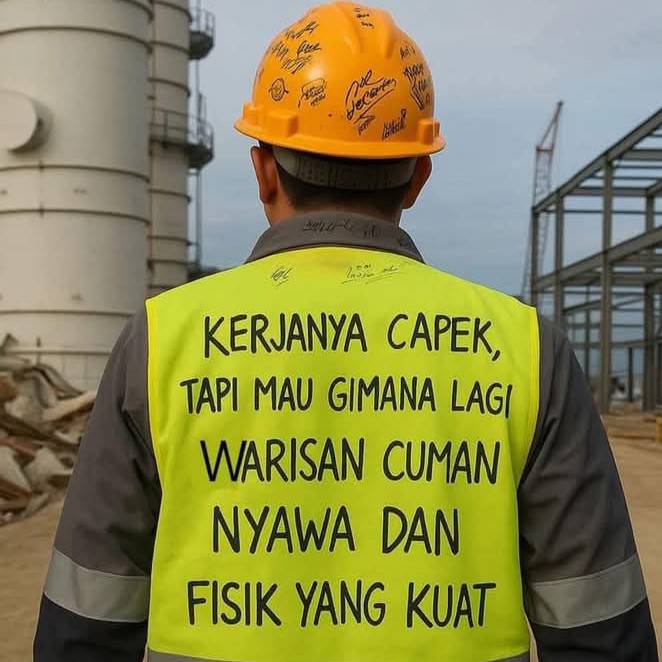 KERJANYA CAPEK,
TAPI MAU GIMANA LAGI
WARISAN CUMAN
NYAWA DAN
FISIK YANG KUAT